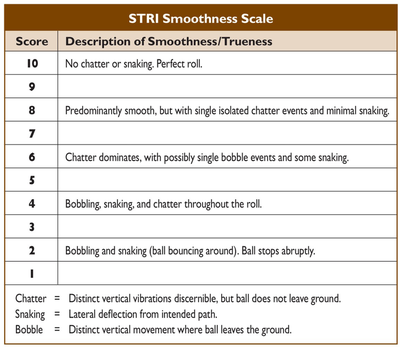 STRI Smoothness Scale
Score Description of Smoothness/Trueness
10 No chatter or snaking. Perfect roll.
9
8 Predominantly smooth, but with single isolated chatter events and minimal snaking.
7
6 Chatter dominates, with possibly single bobble events and some snaking.
5
4 Bobbling, snaking, and chatter throughout the roll.
3
2 Bobbling and snaking (ball bouncing around). Ball stops abruptly.
1
Chatter = Distinct vertical vibrations discernible, but ball does not leave ground.
Snaking = Lateral deflection from intended path.
Bobble = Distinct vertical movement where ball leaves the ground.